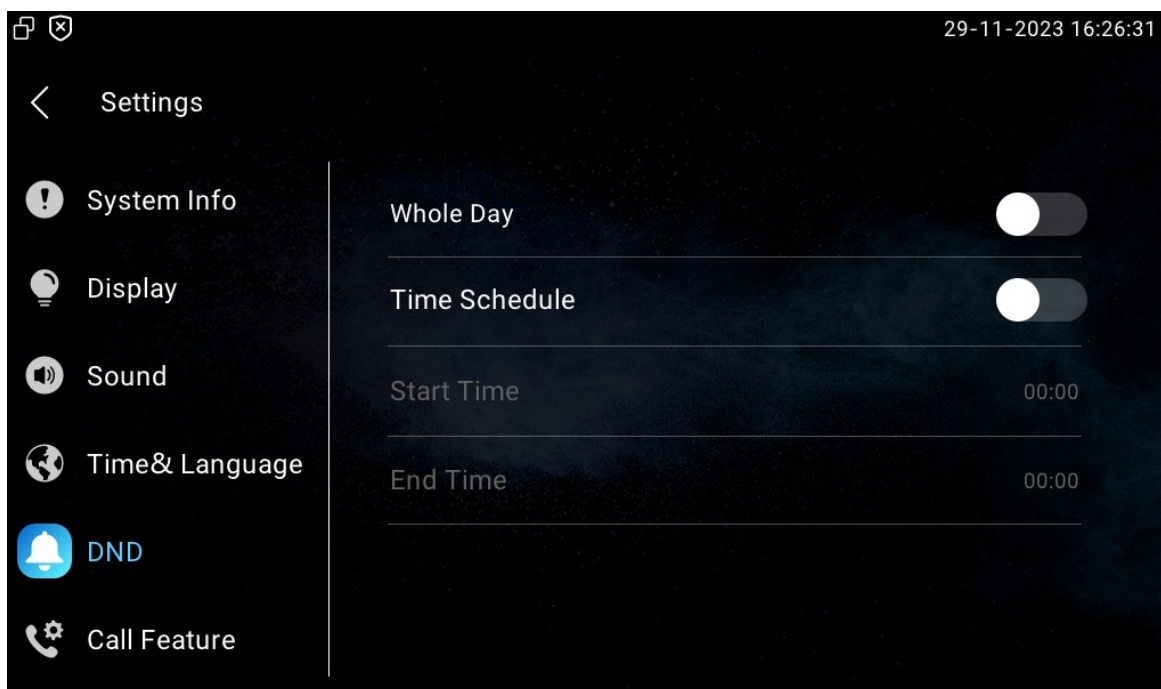 29-11-2023 16:26:31
Settings
System Info
Display
Sound
Time& Language
DND
Call Feature
Whole Day
Time Schedule
Start Time 00:00
End Time 00:00